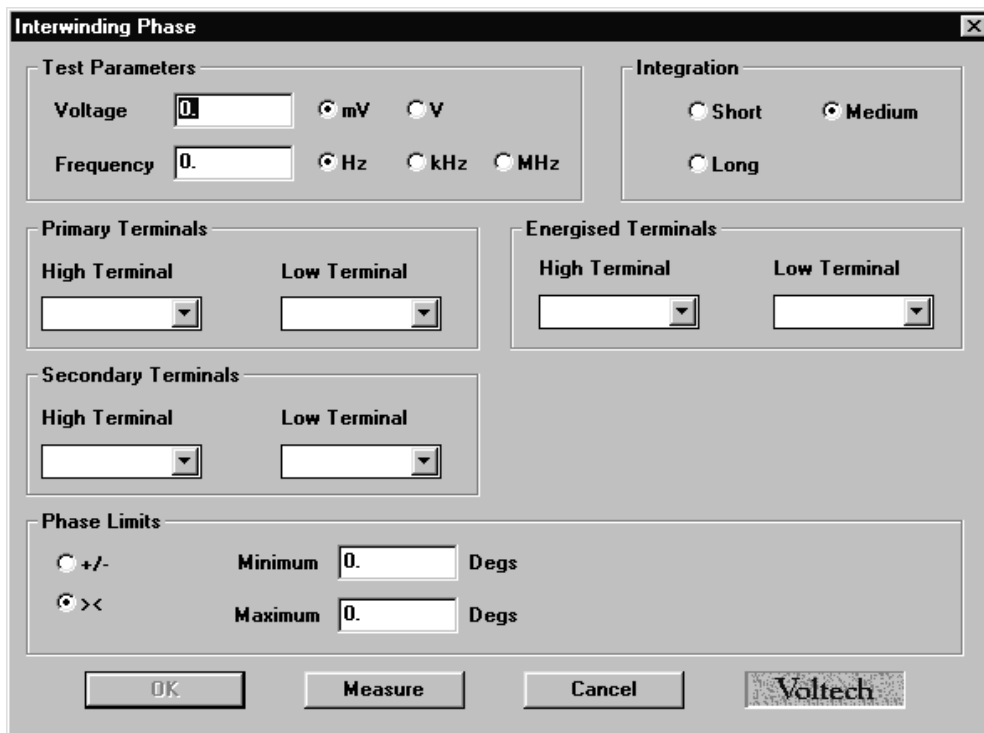 Interwinding Phase
Test Parameters
Voltage 0. mV V
Frequency 0. Hz kHz MHz
Integration
Short Medium
Long
Primary Terminals
High Terminal Low Terminal
Energised Terminals
High Terminal Low Terminal
Secondary Terminals
High Terminal Low Terminal
Phase Limits
+/- Minimum 0. Degs
>< Maximum 0. Degs
OK Measure Cancel Voltech